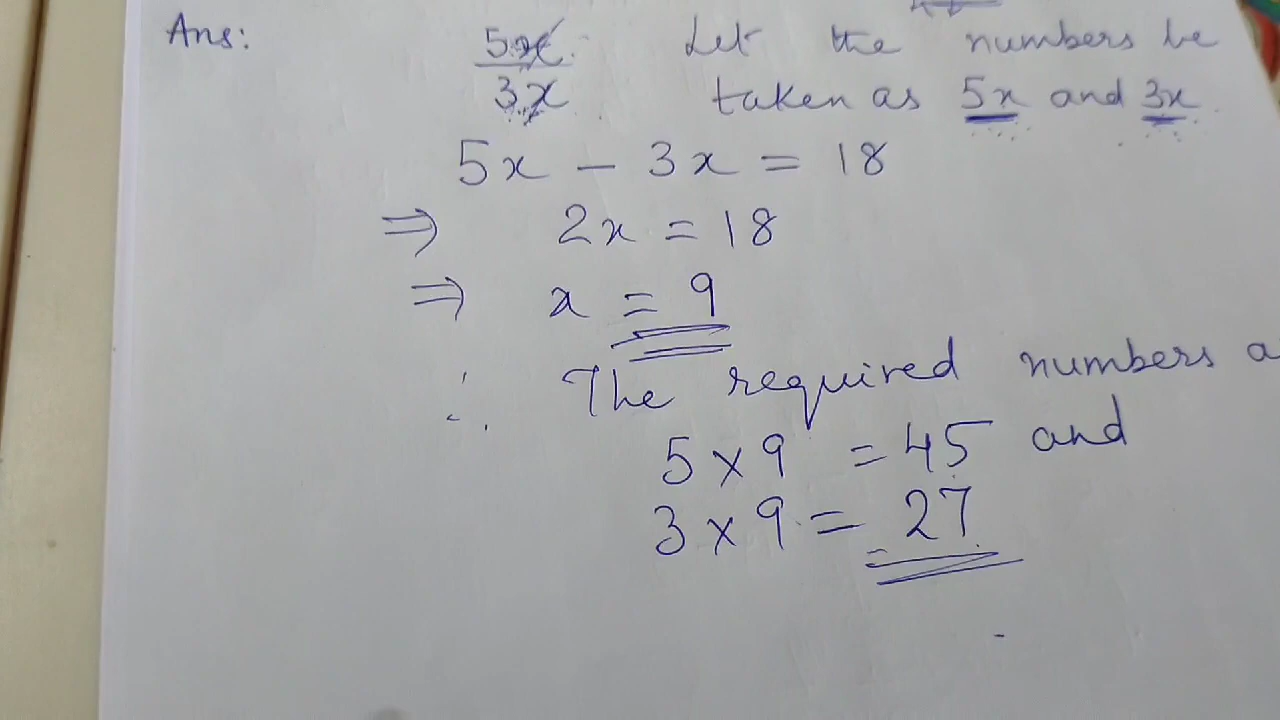 Ans: 5x/3x Let the numbers be
taken as 5x and 3x
5x − 3x = 18
⇒ 2x = 18
⇒ x = 9
∴ The required numbers
5 × 9 = 45 and
3 × 9 = 27